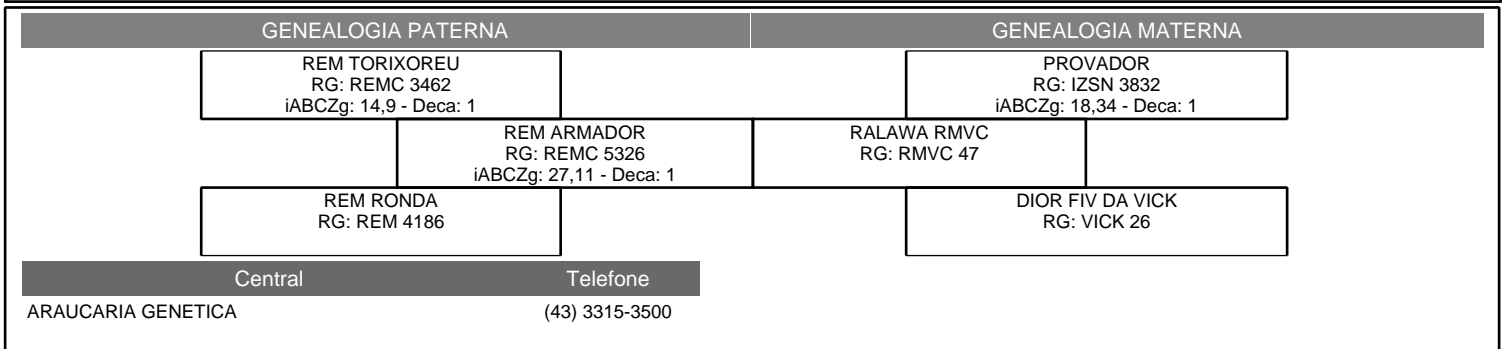 GENEALOGIA PATERNA
GENEALOGIA MATERNA
REM TORIXOREU
RG: REMC 3462
iABCZg: 14,9 - Deca: 1
PROVADOR
RG: IZSN 3832
iABCZg: 18,34 - Deca: 1
REM ARMADOR
RG: REMC 5326
iABCZg: 27,11 - Deca: 1
RALAWA RMVC
RG: RMVC 47
REM RONDA
RG: REM 4186
DIOR FIV DA VICK
RG: VICK 26
Central Telefone
ARAUCARIA GENETICA (43) 3315-3500